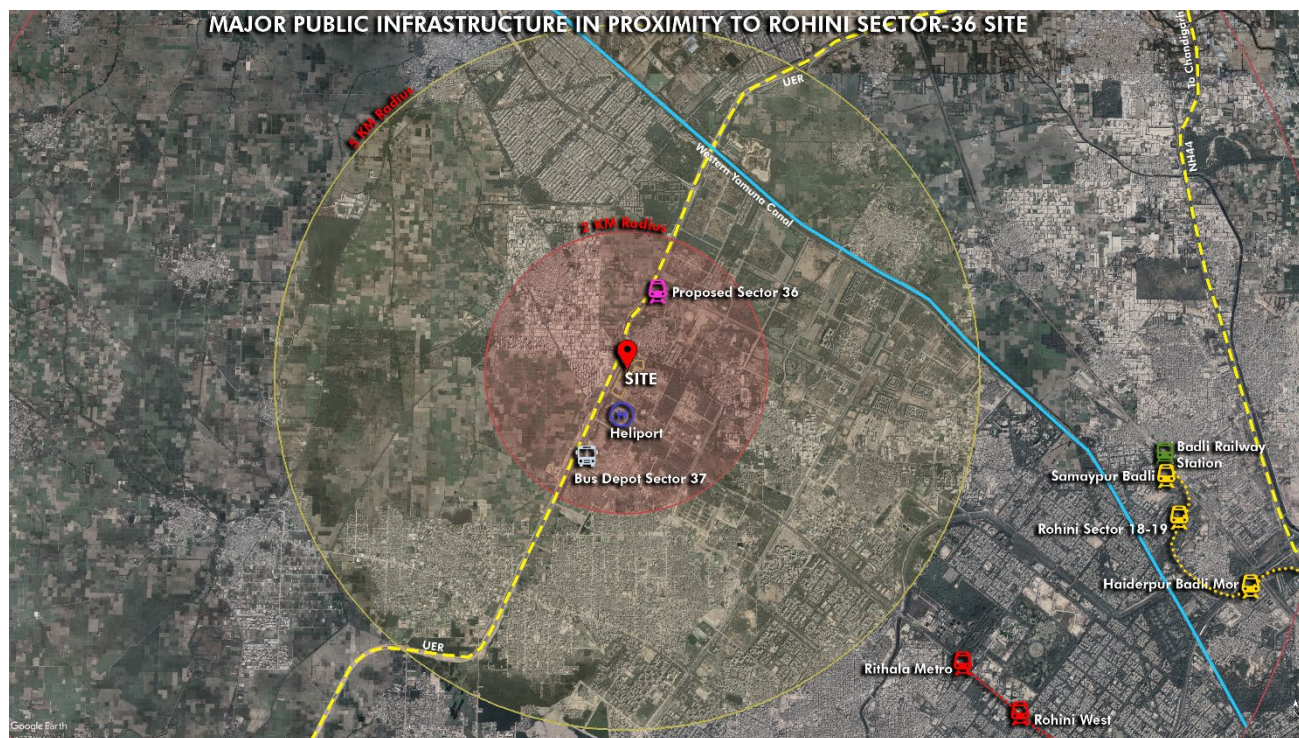 MAJOR PUBLIC INFRASTRUCTURE IN PROXIMITY TO ROHINI SECTOR-36 SITE
To Chandigarh
UER
5 KM Radius
NH44
Western Yamuna Canal
2 KM Radius
Proposed Sector 36
SITE
Heliport
Bus Depot Sector 37
Badli Railway
Station
Samaypur Badli
Rohini Sector 18-19
Haiderpur Badli Mor
UER
Rithala Metro
Rohini West
Google Earth